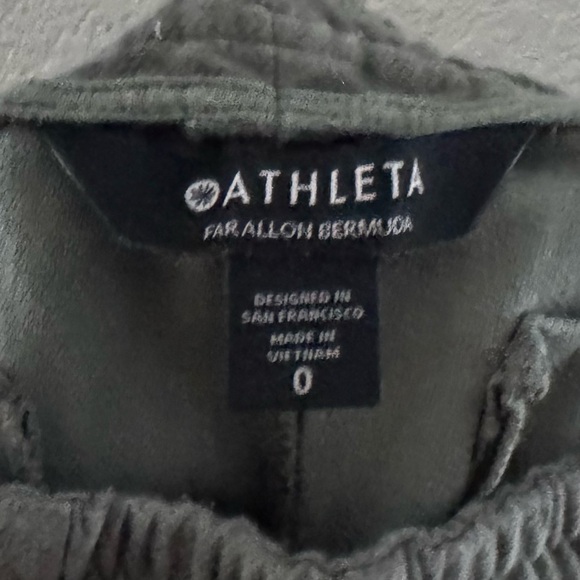 ATHLETA
FARALLON BERMUDA
DESIGNED IN
SAN FRANCISCO
MADE IN
VIETNAM
0